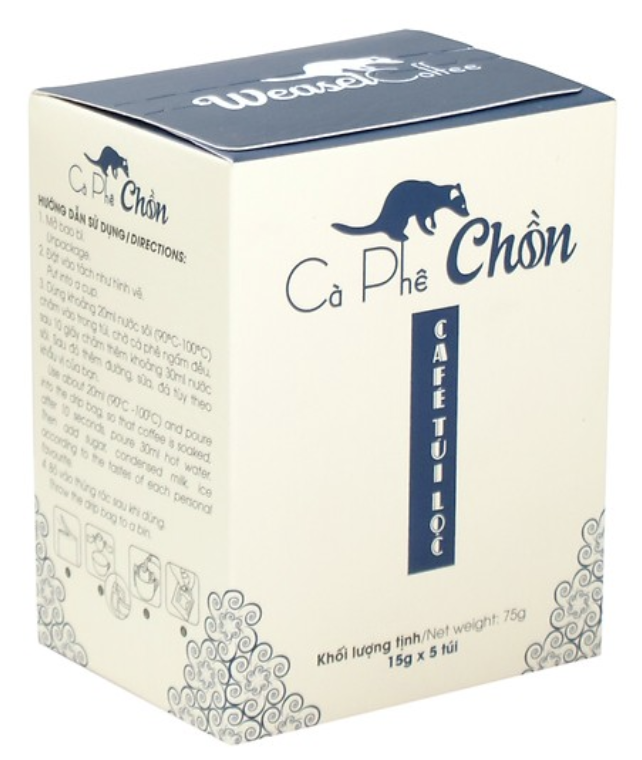 Weasel Coffee
Cà Phê Chồn
HƯỚNG DẪN SỬ DỤNG/DIRECTIONS:
1. Mở bao bì.
Unpackage.
2. Đặt vào tách như hình vẽ.
Put into a cup.
3. Dùng khoảng 20ml nước sôi (90ºC-100ºC)
châm vào trong túi, chờ cà phê ngấm đều,
sau 10 giây châm thêm khoảng 30ml nước
sôi. Sau đó thêm đường, sữa, đá tùy theo
khẩu vị của bạn.
Use about 20ml (90ºC -100ºC) and poure
into the drip bag, so that coffee is soaked,
after 10 seconds, poure 30ml hot water.
Then add sugar, condensed milk, ice
according to the tastes of each personal
flavourite.
4. Bỏ vào thùng rác sau khi dùng.
Throw the drip bag to a bin.
Cà Phê Chồn
CAFÉ TÚI LỌC
Khối lượng tịnh/Net weight: 75g
15g x 5 túi